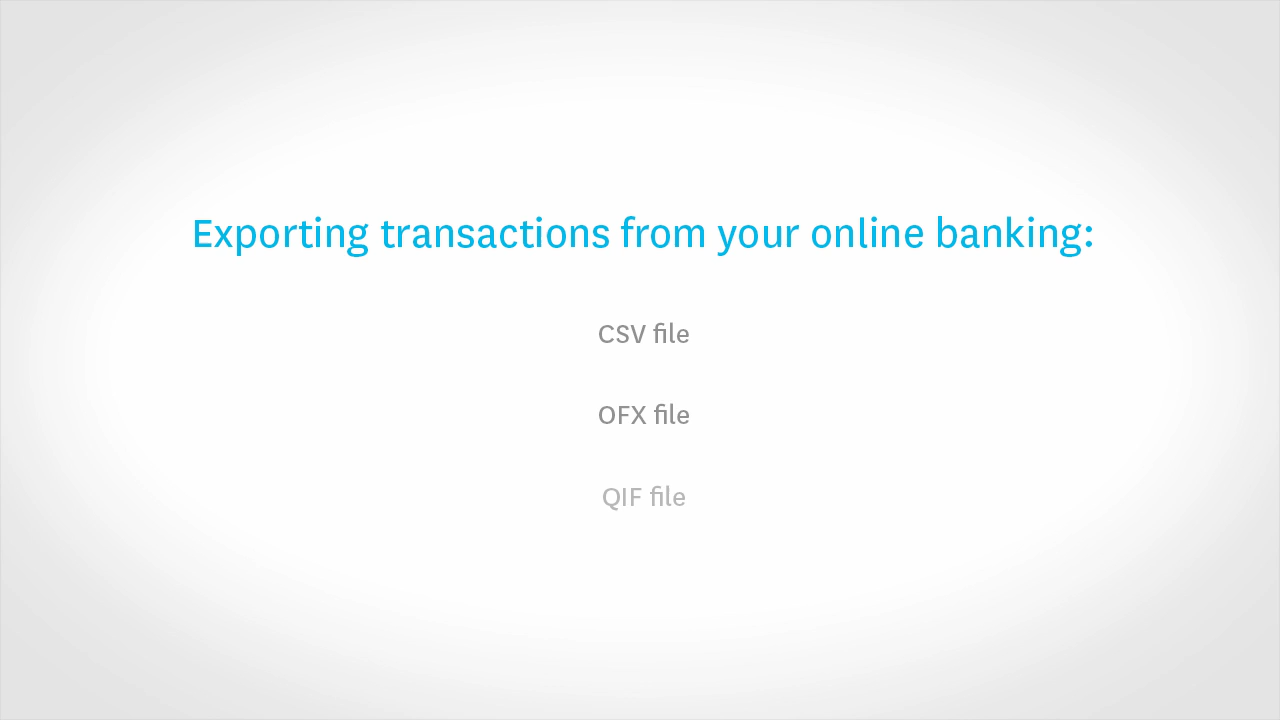 Exporting transactions from your online banking:
CSV file
OFX file
QIF file